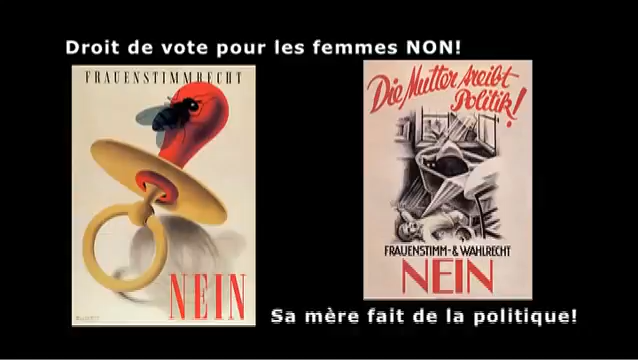 Droit de vote pour les femmes NON!
FRAUENSTIMMRECHT
NEIN
Die Mutter treibt
Politik!
FRAUENSTIMM-& WAHLRECHT
NEIN
Sa mère fait de la politique!